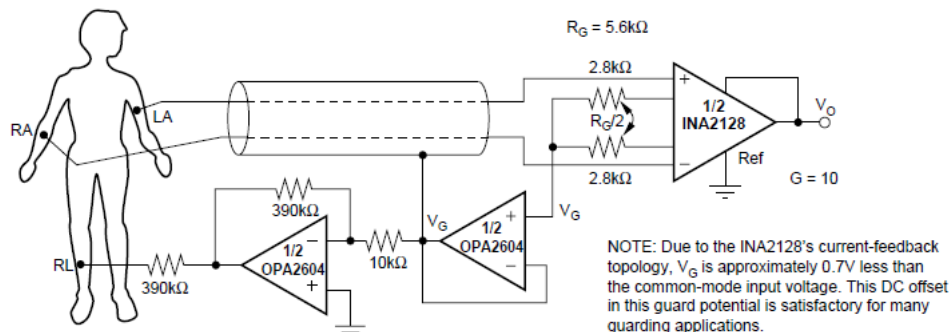 R_G = 5.6kΩ
2.8kΩ
+
1/2
INA2128
V_O
LA
RA
R_G/2
−
Ref
G = 10
2.8kΩ
390kΩ
V_G
+
V_G
1/2
OPA2604
−
−
1/2
OPA2604
+
10kΩ
RL
390kΩ
NOTE: Due to the INA2128's current-feedback
topology, V_G is approximately 0.7V less than
the common-mode input voltage. This DC offset
in this guard potential is satisfactory for many
guarding applications.